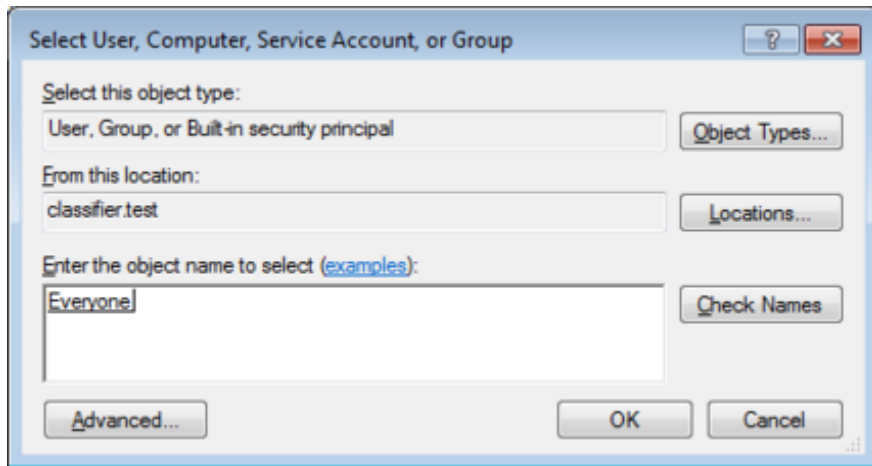 Select User, Computer, Service Account, or Group
Select this object type:
User, Group, or Built-in security principal
Object Types...
From this location:
classifier.test
Locations...
Enter the object name to select (examples):
Everyone
Check Names
Advanced...
OK
Cancel